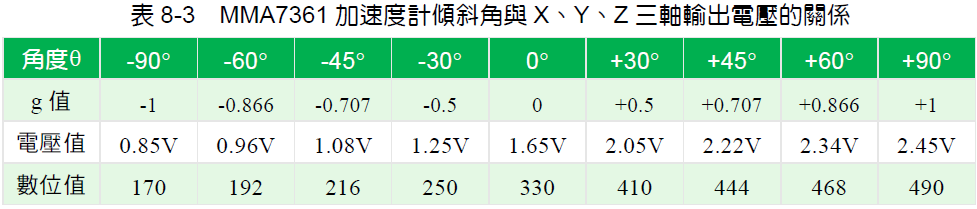 表 8-3 MMA7361 加速度計傾斜角與 X、Y、Z 三軸輸出電壓的關係
角度θ -90° -60° -45° -30° 0° +30° +45° +60° +90°
g 值 -1 -0.866 -0.707 -0.5 0 +0.5 +0.707 +0.866 +1
電壓值 0.85V 0.96V 1.08V 1.25V 1.65V 2.05V 2.22V 2.34V 2.45V
數位值 170 192 216 250 330 410 444 468 490